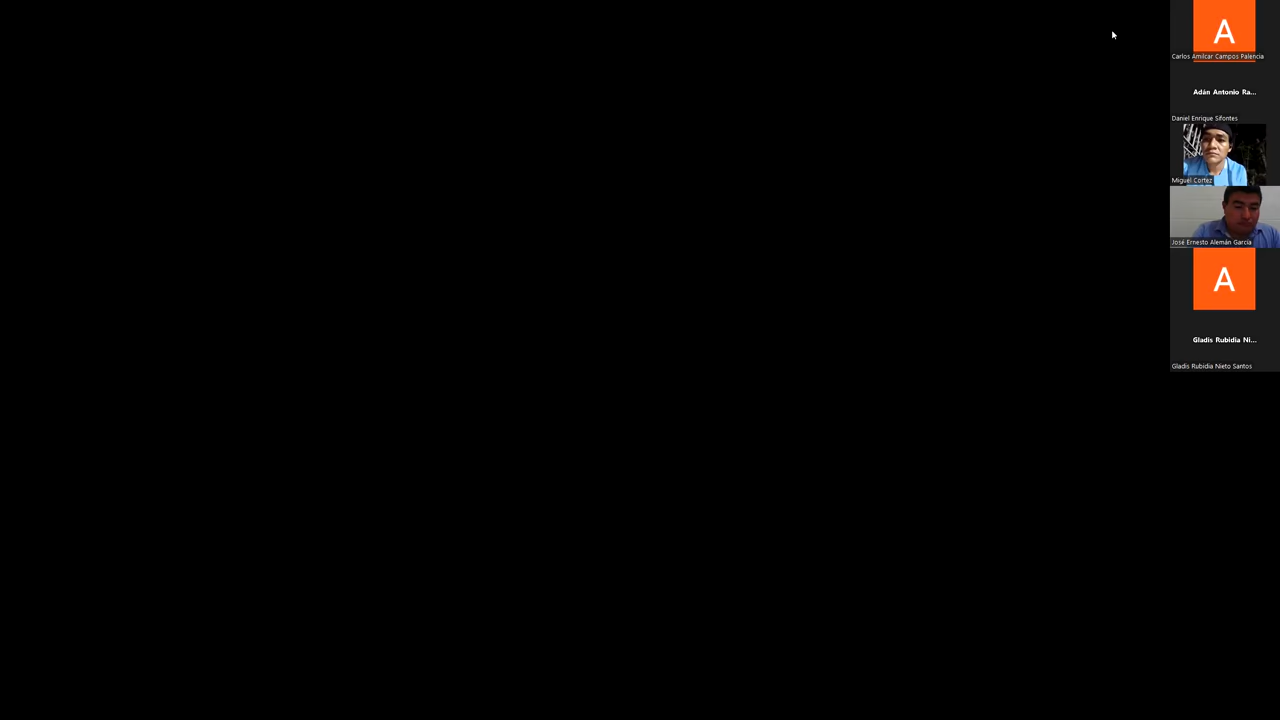 A
Carlos Amilcar Campos Palencia
Adán Antonio Ra...
Daniel Enrique Sifontes
Miguel Cortez
José Ernesto Alemán García
A
Gladis Rubidia Ni...
Gladis Rubidia Nieto Santos